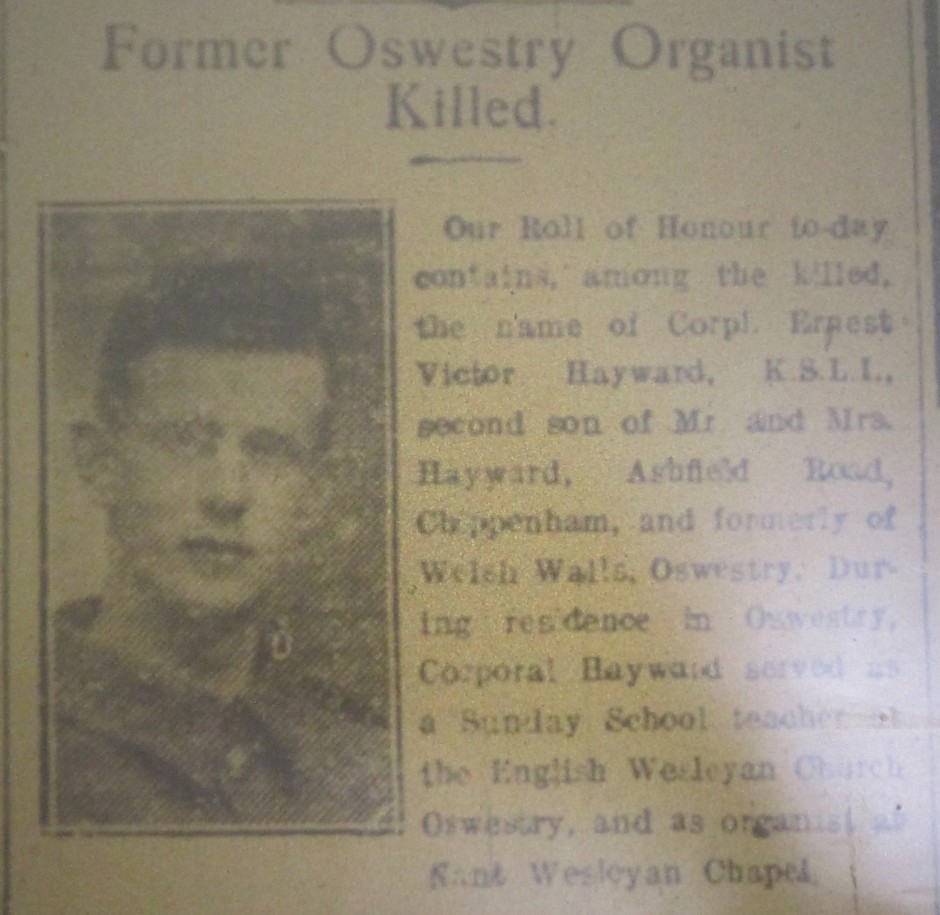 Former Oswestry Organist
Killed.
Our Roll of Honour to-day
contains, among the killed,
the name of Corpl. Ernest
Victor Hayward, K.S.L.I.,
second son of Mr. and Mrs.
Hayward, Ashfield Road,
Chippenham, and formerly of
Welsh Walls, Oswestry. Dur-
ing residence in Oswestry,
Corporal Hayward served as
a Sunday School teacher at
the English Wesleyan Church
Oswestry, and as organist at
Wesleyan Chapel.